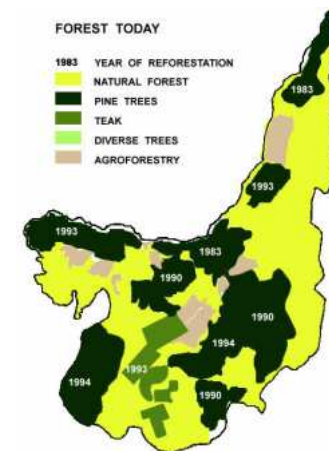 FOREST TODAY
1983 YEAR OF REFORESTATION
NATURAL FOREST
PINE TREES
TEAK
DIVERSE TREES
AGROFORESTRY
1983
1993
1993
1983
1990
1990
1994
1993
1994
1990